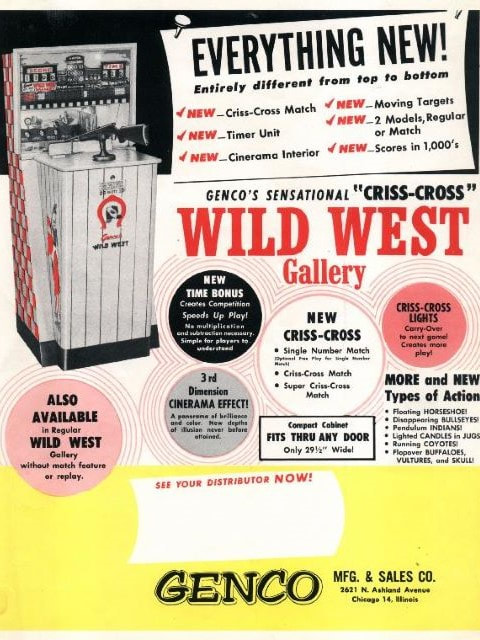 EVERYTHING NEW!
Entirely different from top to bottom
NEW—Criss-Cross Match
NEW—Timer Unit
NEW—Cinerama Interior
NEW—Moving Targets
NEW—2 Models, Regular
or Match
NEW—Scores in 1,000's
GENCO'S SENSATIONAL "CRISS-CROSS"
WILD WEST
Gallery
Genco's
WILD WEST
NEW
TIME BONUS
Creates Competition
Speeds Up Play!
No multiplication
and subtraction necessary.
Simple for players to
understand
NEW
CRISS-CROSS
• Single Number Match
(Optional Free Play for Single Number
Match)
• Criss-Cross Match
• Super Criss-Cross
Match
CRISS-CROSS
LIGHTS
Carry-Over
to next game!
Creates more
play!
3rd
Dimension
CINERAMA EFFECT!
A panorama of brilliance
and color. New depths
of illusion never before
attained.
ALSO
AVAILABLE
in Regular
WILD WEST
Gallery
without match feature
or replay.
Compact Cabinet
FITS THRU ANY DOOR
Only 29½" Wide!
MORE and NEW
Types of Action
• Floating HORSESHOE!
• Disappearing BULLSEYES!
• Pendulum INDIANS!
• Lighted CANDLES in JUGS
• Running COYOTES!
• Flopover BUFFALOES,
VULTURES, and SKULL!
SEE YOUR DISTRIBUTOR NOW!
GENCO
MFG. & SALES CO.
2621 N. Ashland Avenue
Chicago 14, Illinois